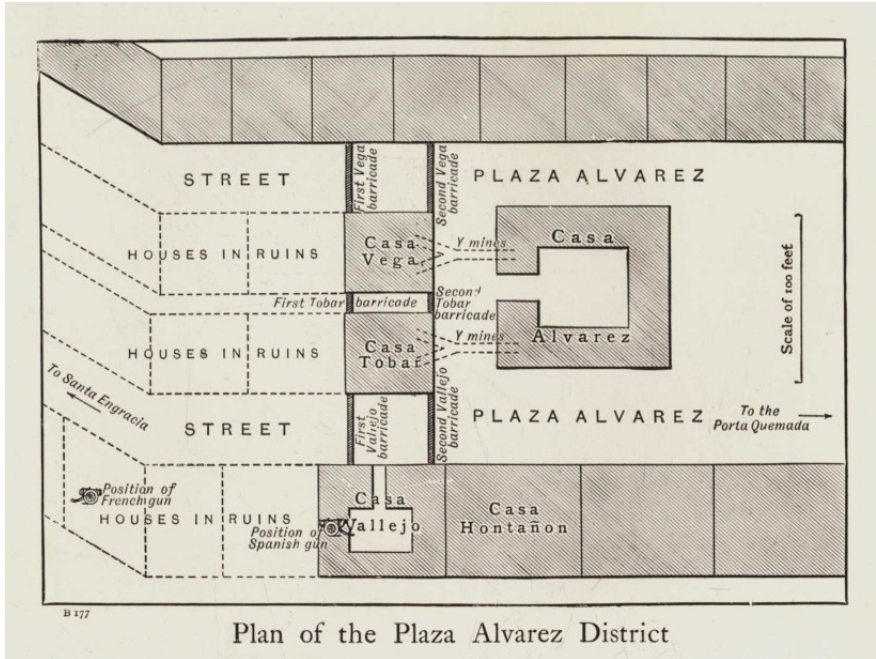 First Vega
barricade
Second Vega
barricade
STREET
PLAZA ALVAREZ
HOUSES IN RUINS
Casa
Vega
Y mines
Casa
First Tobar barricade
Second
Tobar
barricade
Scale of 100 feet
HOUSES IN RUINS
Casa
Tobar
Y mines
Alvarez
To Santa Engracia
STREET
First
Vallejo
barricade
Second Vallejo
barricade
PLAZA ALVAREZ
To the
Porta Quemada
Position of
French gun
HOUSES IN RUINS
Position of
Spanish gun
Casa
Vallejo
Casa
Hontañon
B 177
Plan of the Plaza Alvarez District